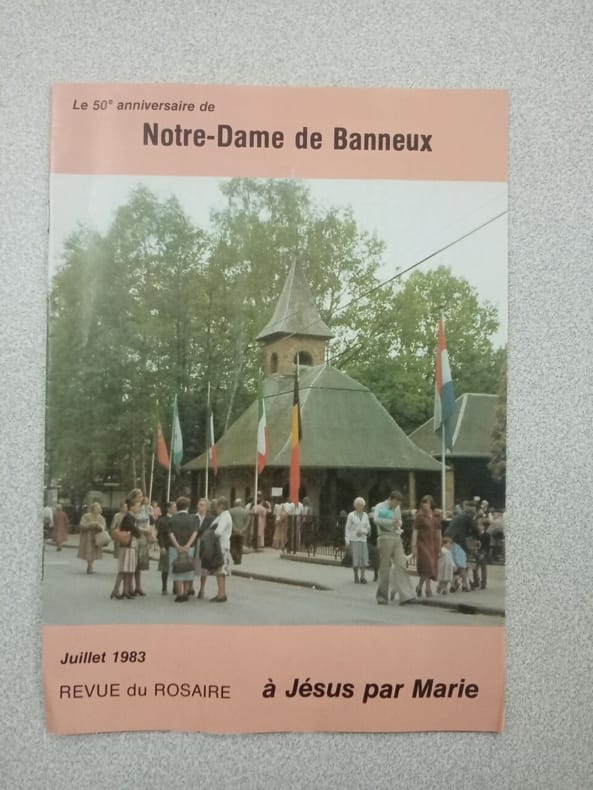 Le 50e anniversaire de
Notre-Dame de Banneux
Juillet 1983
REVUE du ROSAIRE à Jésus par Marie